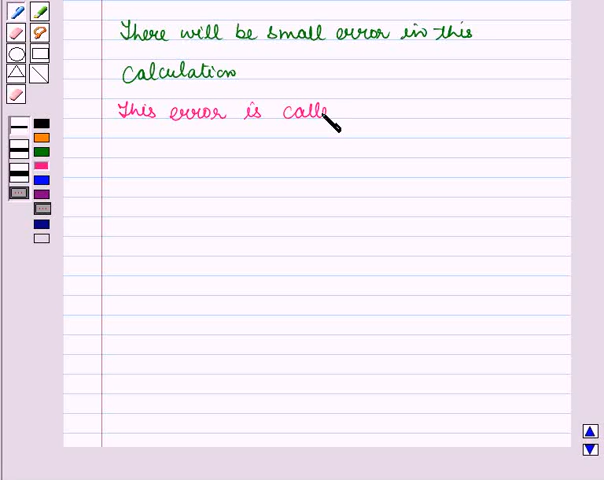 There will be small error in this
Calculation
This error is calle